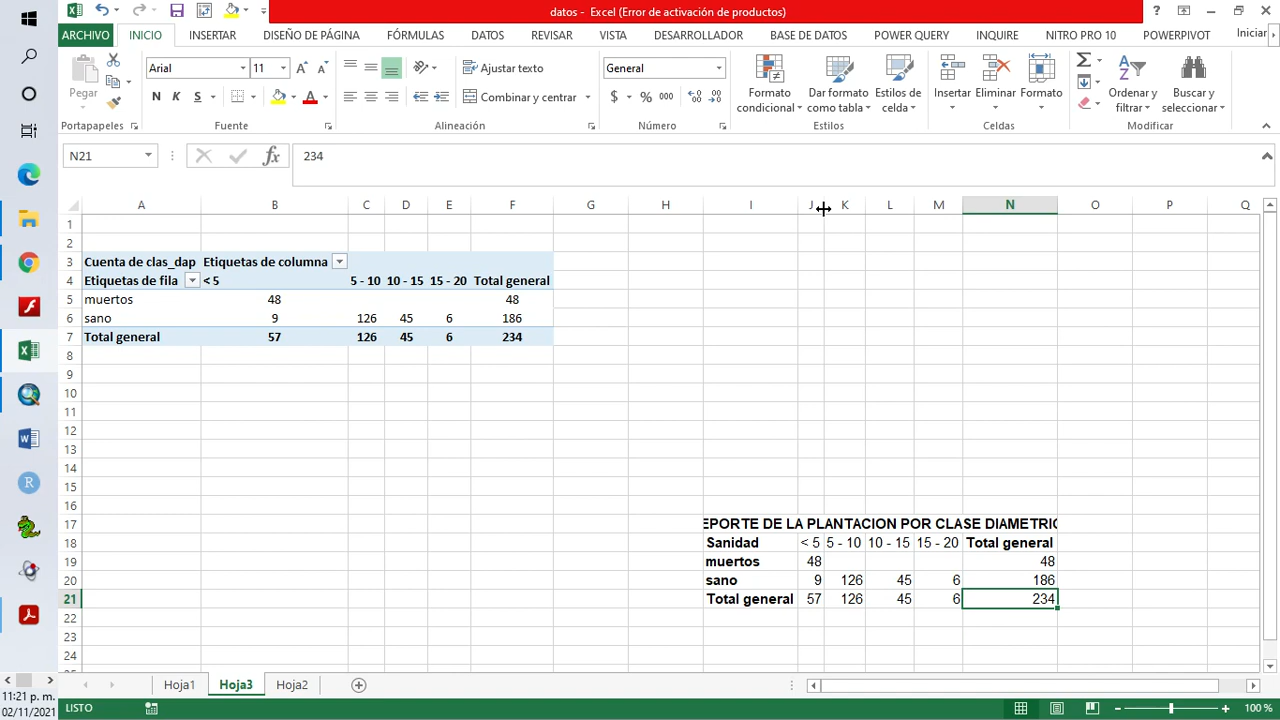 datos - Excel (Error de activación de productos)
ARCHIVO INICIO INSERTAR DISEÑO DE PÁGINA FÓRMULAS DATOS REVISAR VISTA DESARROLLADOR BASE DE DATOS POWER QUERY INQUIRE NITRO PRO 10 POWERPIVOT Iniciar
Pegar
Arial 11
N K S
Ajustar texto
Combinar y centrar
General
$ % 000
Formato condicional
Dar formato como tabla
Estilos de celda
Insertar Eliminar Formato
Ordenar y filtrar
Buscar y seleccionar
Portapapeles Fuente Alineación Número Estilos Celdas Modificar
N21 fx 234
A B C D E F G H I J K L M N O P Q
1
2
3 Cuenta de clas_dap Etiquetas de columna
4 Etiquetas de fila < 5 5 - 10 10 - 15 15 - 20 Total general
5 muertos 48 48
6 sano 9 126 45 6 186
7 Total general 57 126 45 6 234
8
9
10
11
12
13
14
15
16
17 EPORTE DE LA PLANTACION POR CLASE DIAMETRIC
18 Sanidad < 5 5 - 10 10 - 15 15 - 20 Total general
19 muertos 48 48
20 sano 9 126 45 6 186
21 Total general 57 126 45 6 234
22
23
24
Hoja1 Hoja3 Hoja2
11:21 p. m.
02/11/2021
LISTO 100 %